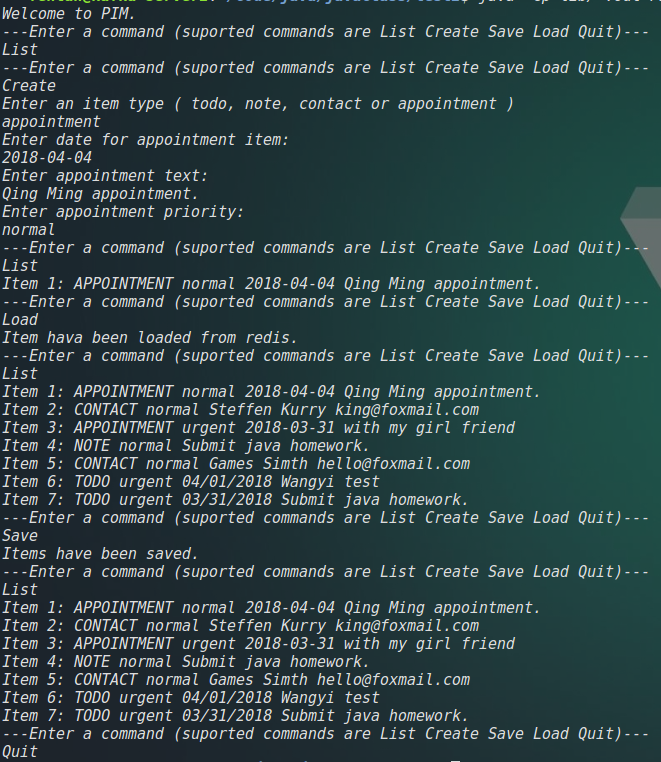 Welcome to PIM.
---Enter a command (suported commands are List Create Save Load Quit)---
List
---Enter a command (suported commands are List Create Save Load Quit)---
Create
Enter an item type ( todo, note, contact or appointment )
appointment
Enter date for appointment item:
2018-04-04
Enter appointment text:
Qing Ming appointment.
Enter appointment priority:
normal
---Enter a command (suported commands are List Create Save Load Quit)---
List
Item 1: APPOINTMENT normal 2018-04-04 Qing Ming appointment.
---Enter a command (suported commands are List Create Save Load Quit)---
Load
Item hava been loaded from redis.
---Enter a command (suported commands are List Create Save Load Quit)---
List
Item 1: APPOINTMENT normal 2018-04-04 Qing Ming appointment.
Item 2: CONTACT normal Steffen Kurry king@foxmail.com
Item 3: APPOINTMENT urgent 2018-03-31 with my girl friend
Item 4: NOTE normal Submit java homework.
Item 5: CONTACT normal Games Simth hello@foxmail.com
Item 6: TODO urgent 04/01/2018 Wangyi test
Item 7: TODO urgent 03/31/2018 Submit java homework.
---Enter a command (suported commands are List Create Save Load Quit)---
Save
Items have been saved.
---Enter a command (suported commands are List Create Save Load Quit)---
List
Item 1: APPOINTMENT normal 2018-04-04 Qing Ming appointment.
Item 2: CONTACT normal Steffen Kurry king@foxmail.com
Item 3: APPOINTMENT urgent 2018-03-31 with my girl friend
Item 4: NOTE normal Submit java homework.
Item 5: CONTACT normal Games Simth hello@foxmail.com
Item 6: TODO urgent 04/01/2018 Wangyi test
Item 7: TODO urgent 03/31/2018 Submit java homework.
---Enter a command (suported commands are List Create Save Load Quit)---
Quit